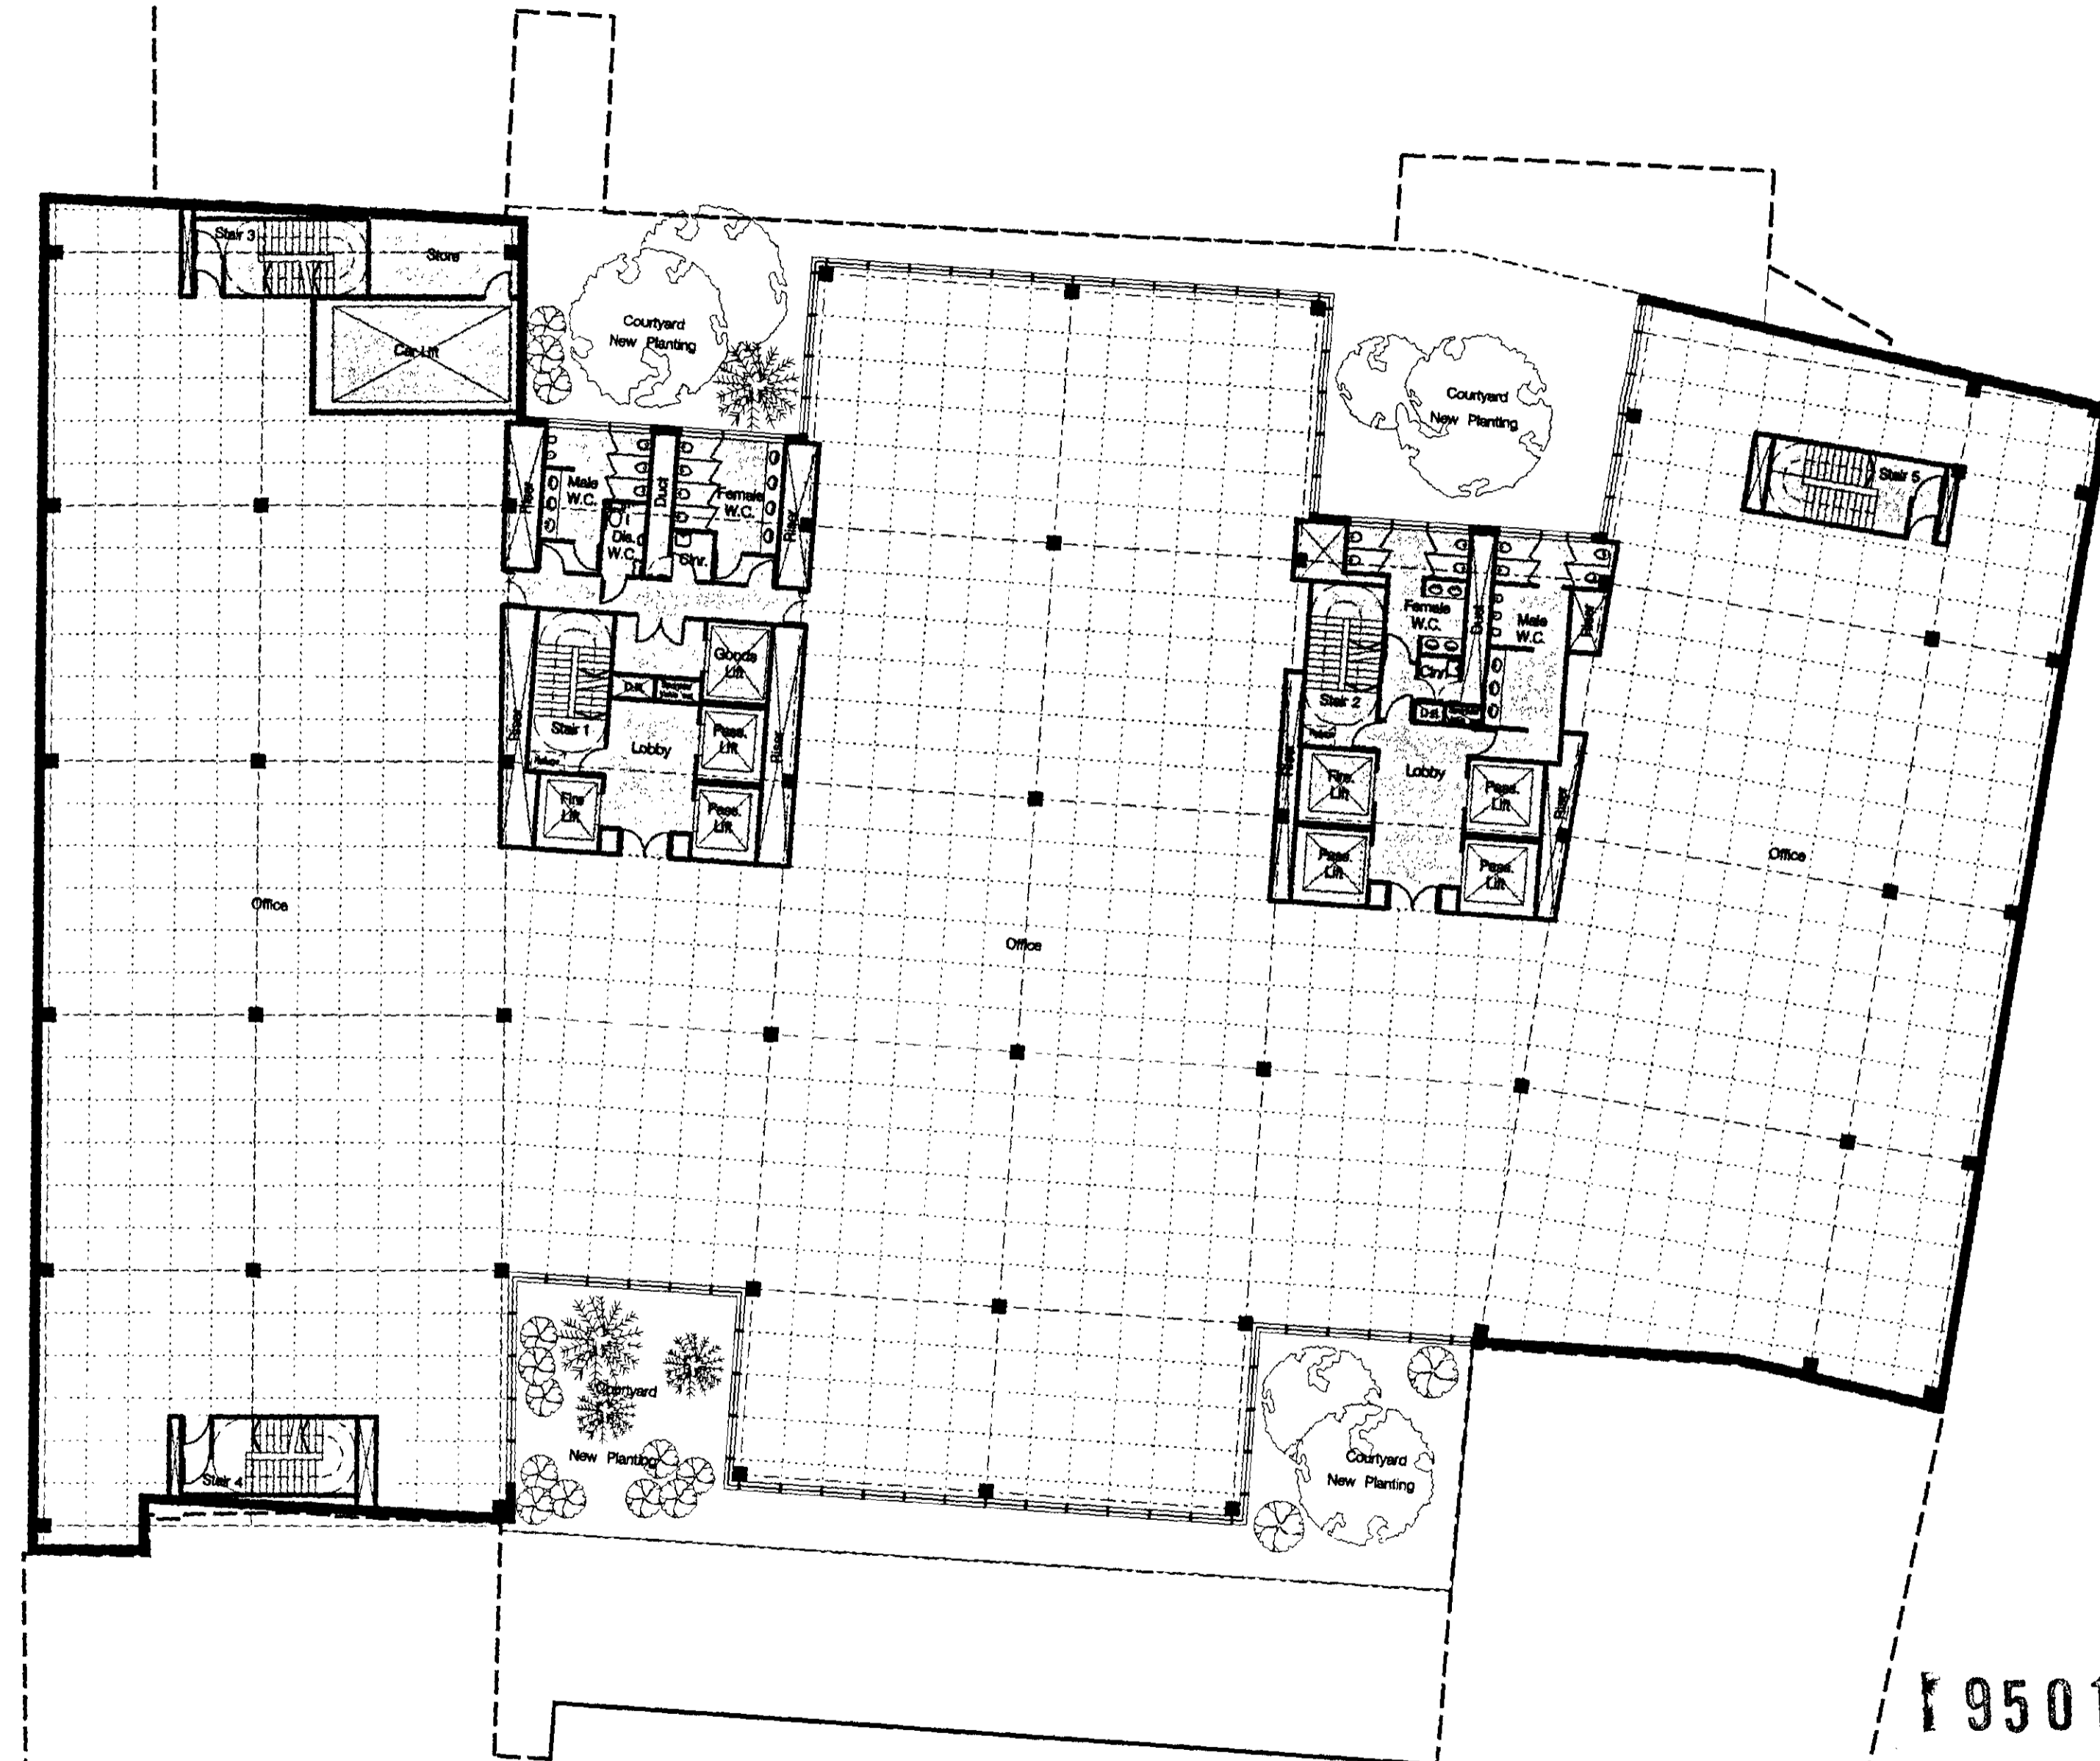 Stair 3
Store
Car Lift
Courtyard
New Planting
Courtyard
New Planting
Stair 5
Riser
Male
W.C.
Dis.
W.C.
Duct
Female
W.C.
Clnr.
Riser
Female
W.C.
Clnr.
Duct
Male
W.C.
Riser
Riser
Stair 1
Goods
Lift
Lobby
Pass.
Lift
Riser
Fire
Lift
Pass.
Lift
Stair 2
Riser
Fire
Lift
Lobby
Pass.
Lift
Riser
Pass.
Lift
Pass.
Lift
Office
Office
Office
Courtyard
New Planting
Courtyard
New Planting
Stair 4
9501